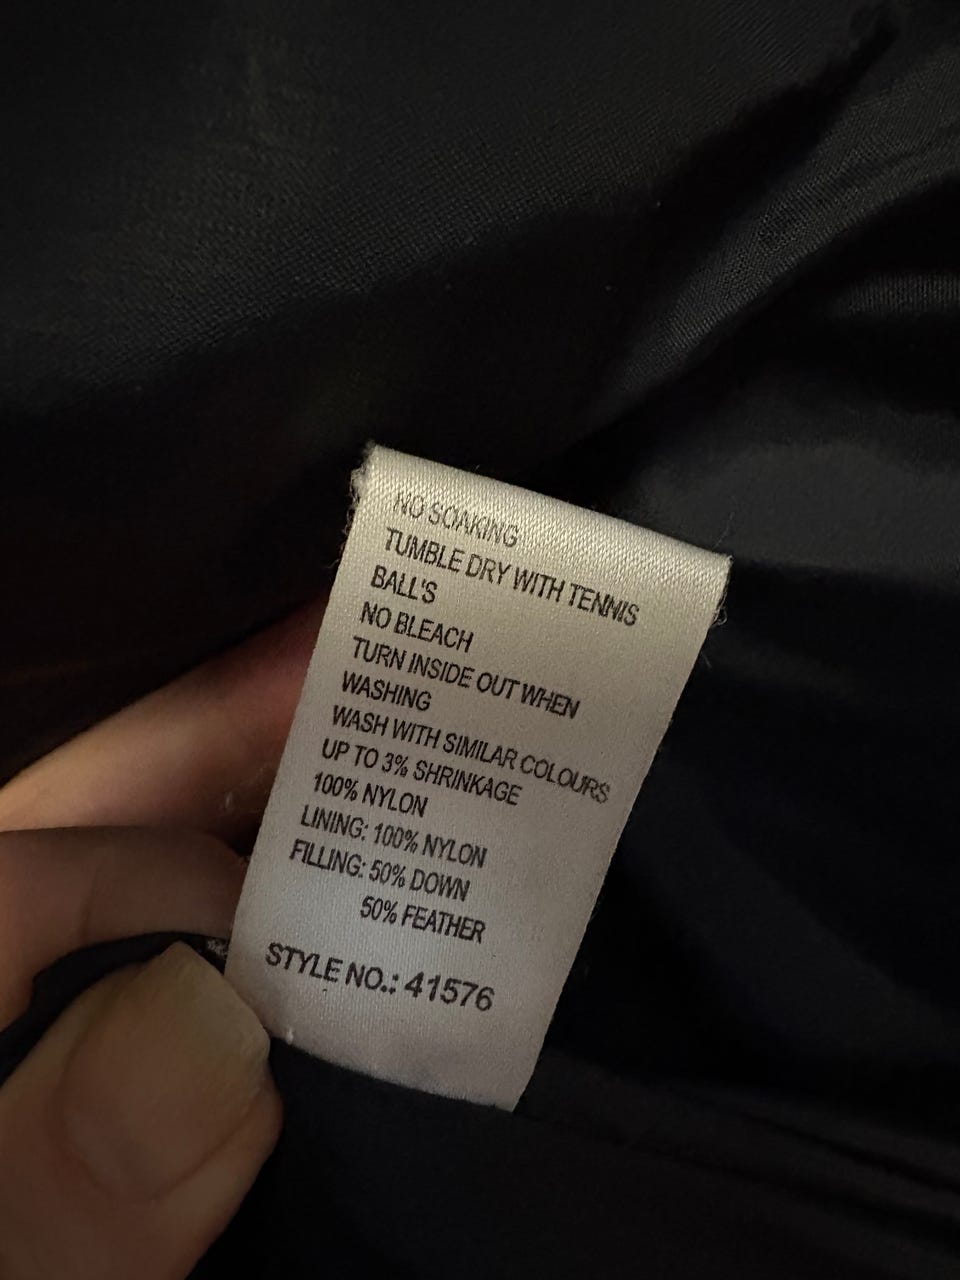 NO SOAKING
TUMBLE DRY WITH TENNIS
BALL'S
NO BLEACH
TURN INSIDE OUT WHEN
WASHING
WASH WITH SIMILAR COLOURS
UP TO 3% SHRINKAGE
100% NYLON
LINING: 100% NYLON
FILLING: 50% DOWN
50% FEATHER
STYLE NO.: 41576